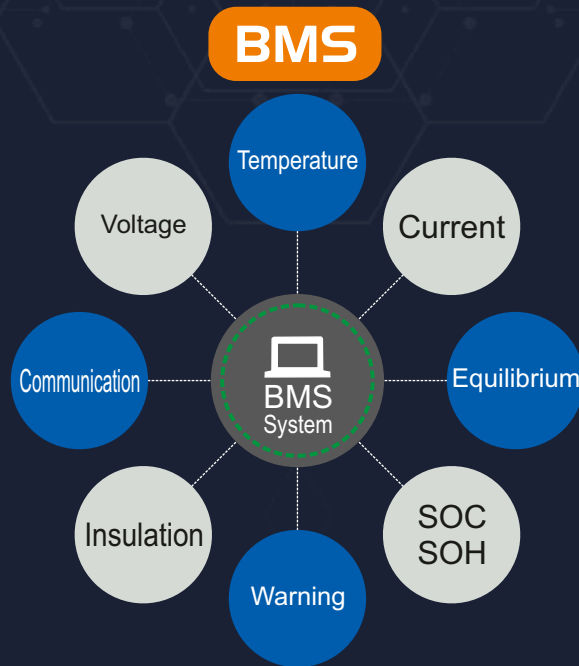 BMS
Temperature
Voltage
Current
Communication
BMS
System
Equilibrium
Insulation
SOC
SOH
Warning